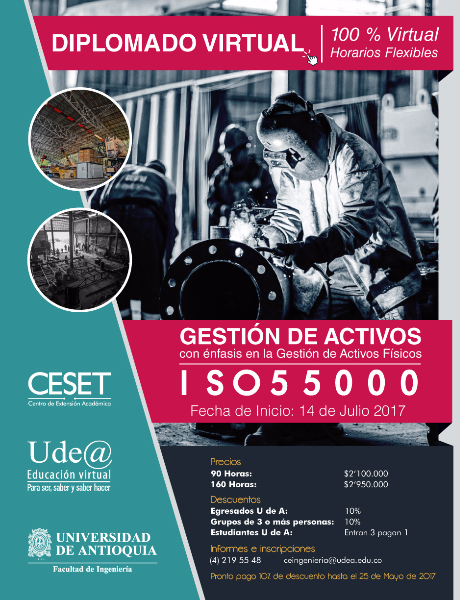 DIPLOMADO VIRTUAL
100 % Virtual
Horarios Flexibles
GESTIÓN DE ACTIVOS
con énfasis en la Gestión de Activos Físicos
ISO55000
Fecha de Inicio: 14 de Julio 2017
CESET
Centro de Extensión Académica
Ude@
Educación virtual
Para ser, saber y saber hacer
UNIVERSIDAD
DE ANTIOQUIA
Facultad de Ingeniería
Precios
90 Horas: $2'100.000
160 Horas: $2'950.000
Descuentos
Egresados U de A: 10%
Grupos de 3 o más personas: 10%
Estudiantes U de A: Entran 3 pagan 1
Informes e inscripciones
(4) 219 55 48 ceingenieria@udea.edu.co
Pronto pago 10% de descuento hasta el 25 de Mayo de 2017